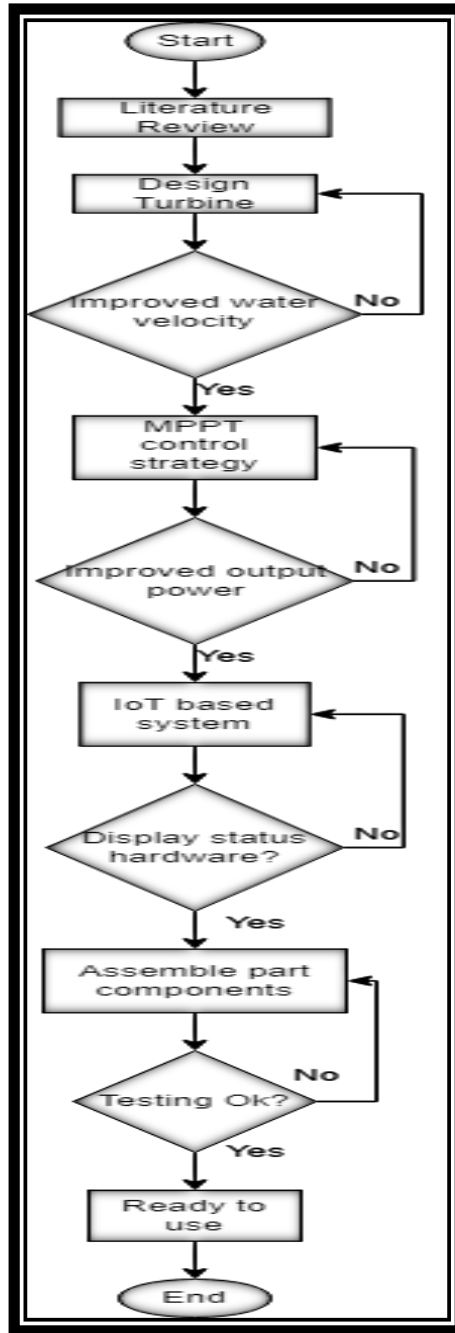 Start
Literature
Review
Design
Turbine
Improved water
velocity
No
Yes
MPPT
control
strategy
Improved output
power
No
Yes
IoT based
system
Display status
hardware?
No
Yes
Assemble part
components
Testing Ok?
No
Yes
Ready to
use
End